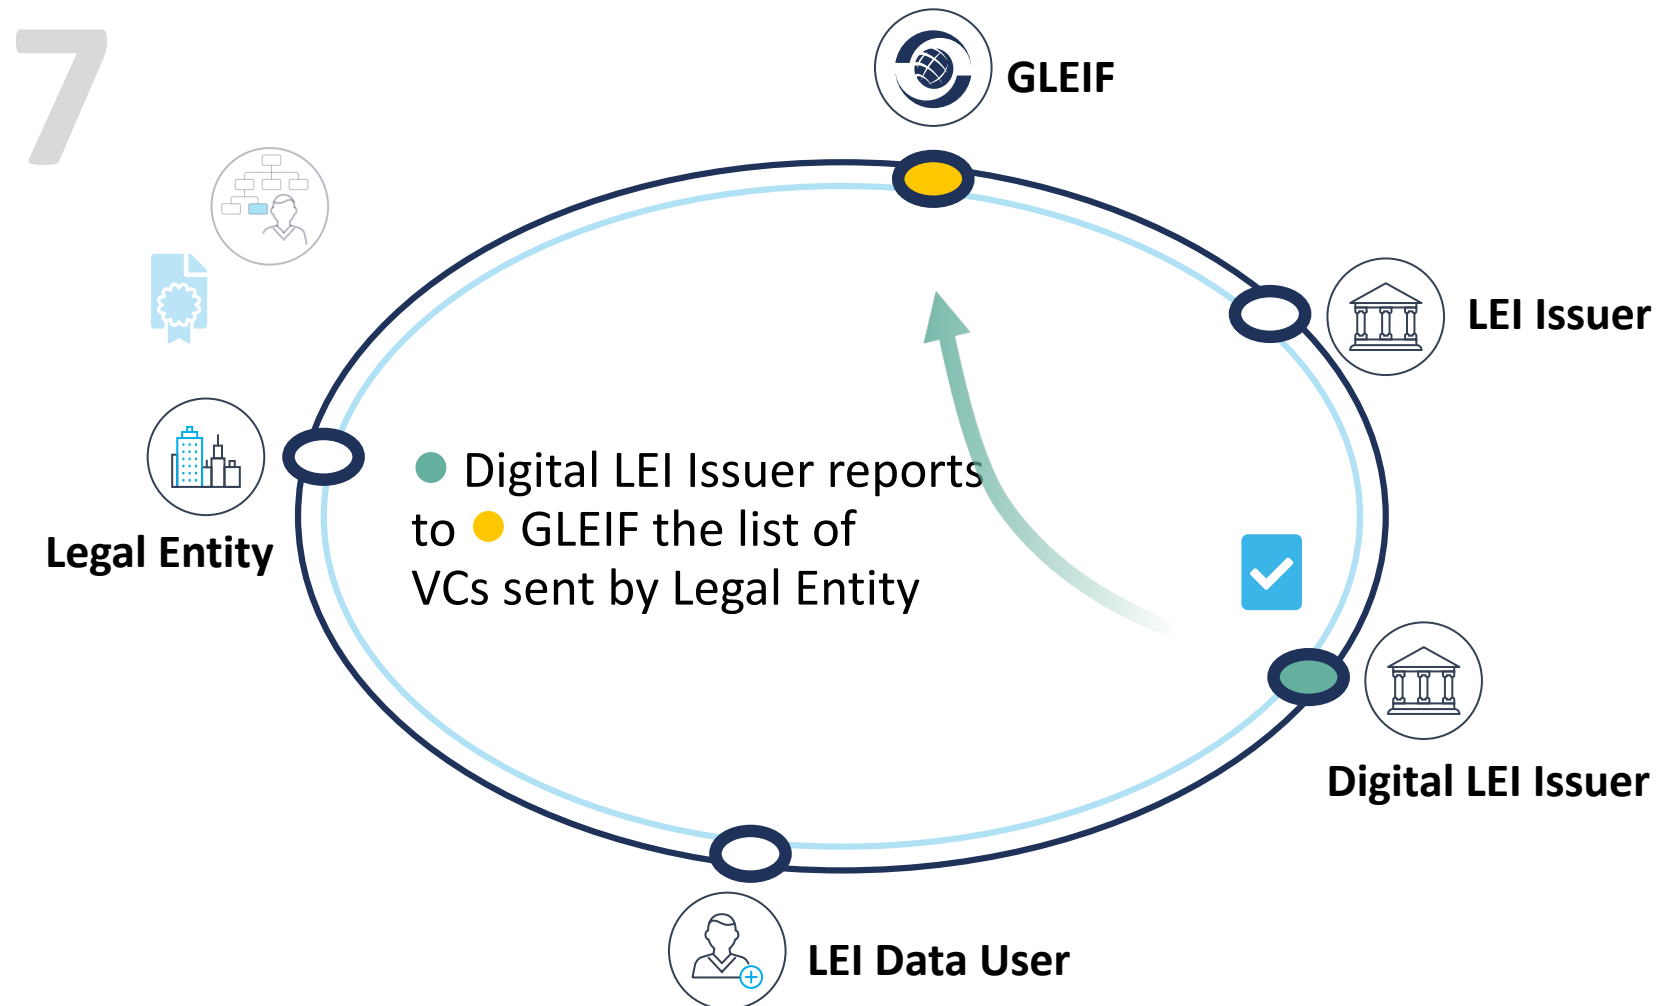 7
GLEIF
LEI Issuer
Digital LEI Issuer reports
to GLEIF the list of
VCs sent by Legal Entity
Legal Entity
Digital LEI Issuer
LEI Data User